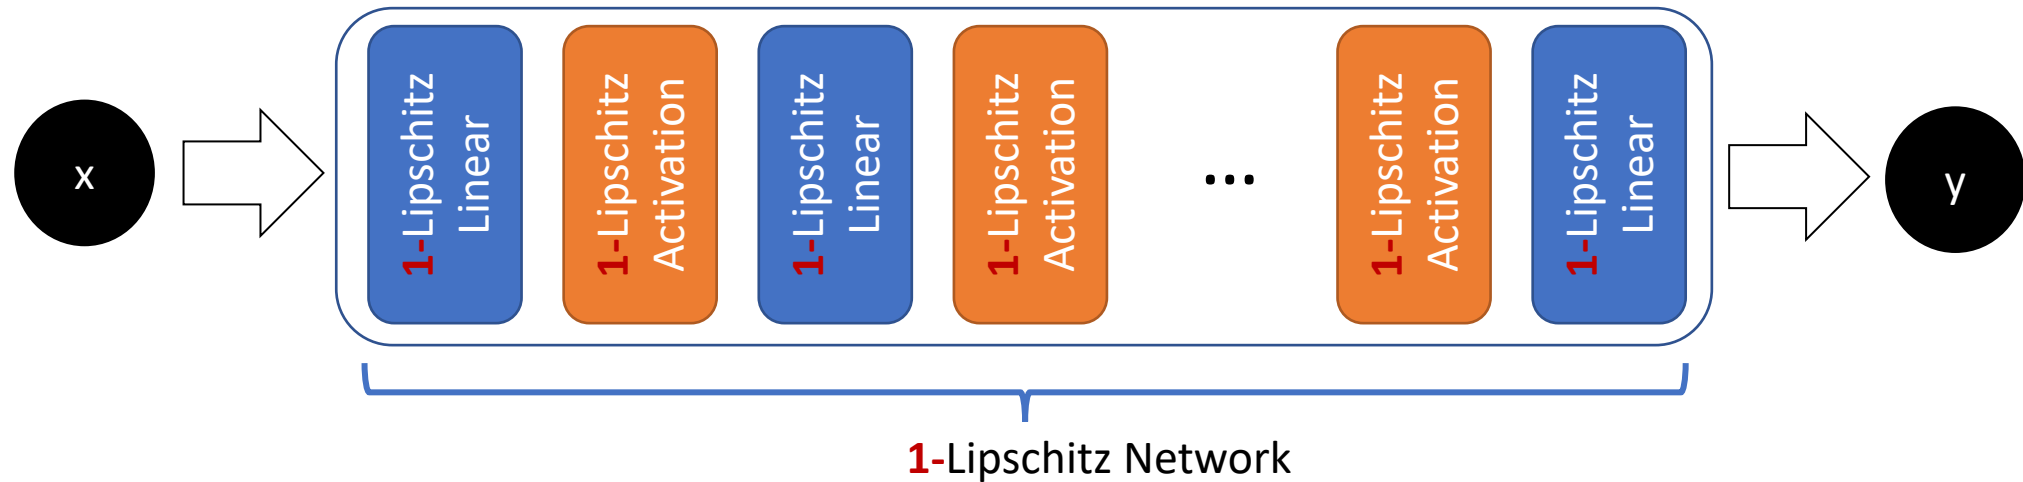 x
1-Lipschitz
Linear
1-Lipschitz
Activation
1-Lipschitz
Linear
1-Lipschitz
Activation
...
1-Lipschitz
Activation
1-Lipschitz
Linear
y
1-Lipschitz Network